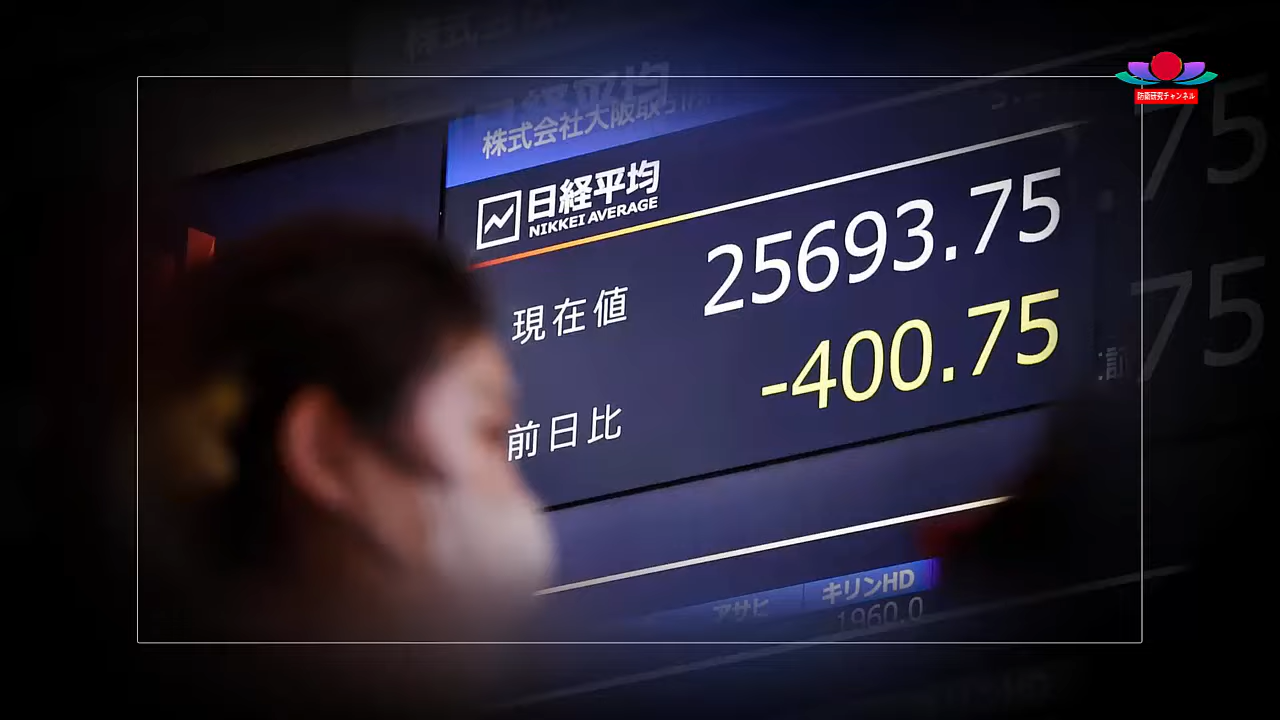 防衛研究チャンネル
株式会社大阪取引
日経平均
NIKKEI AVERAGE
現在値 25693.75
前日比 -400.75
アサヒ キリンHD
1960.0